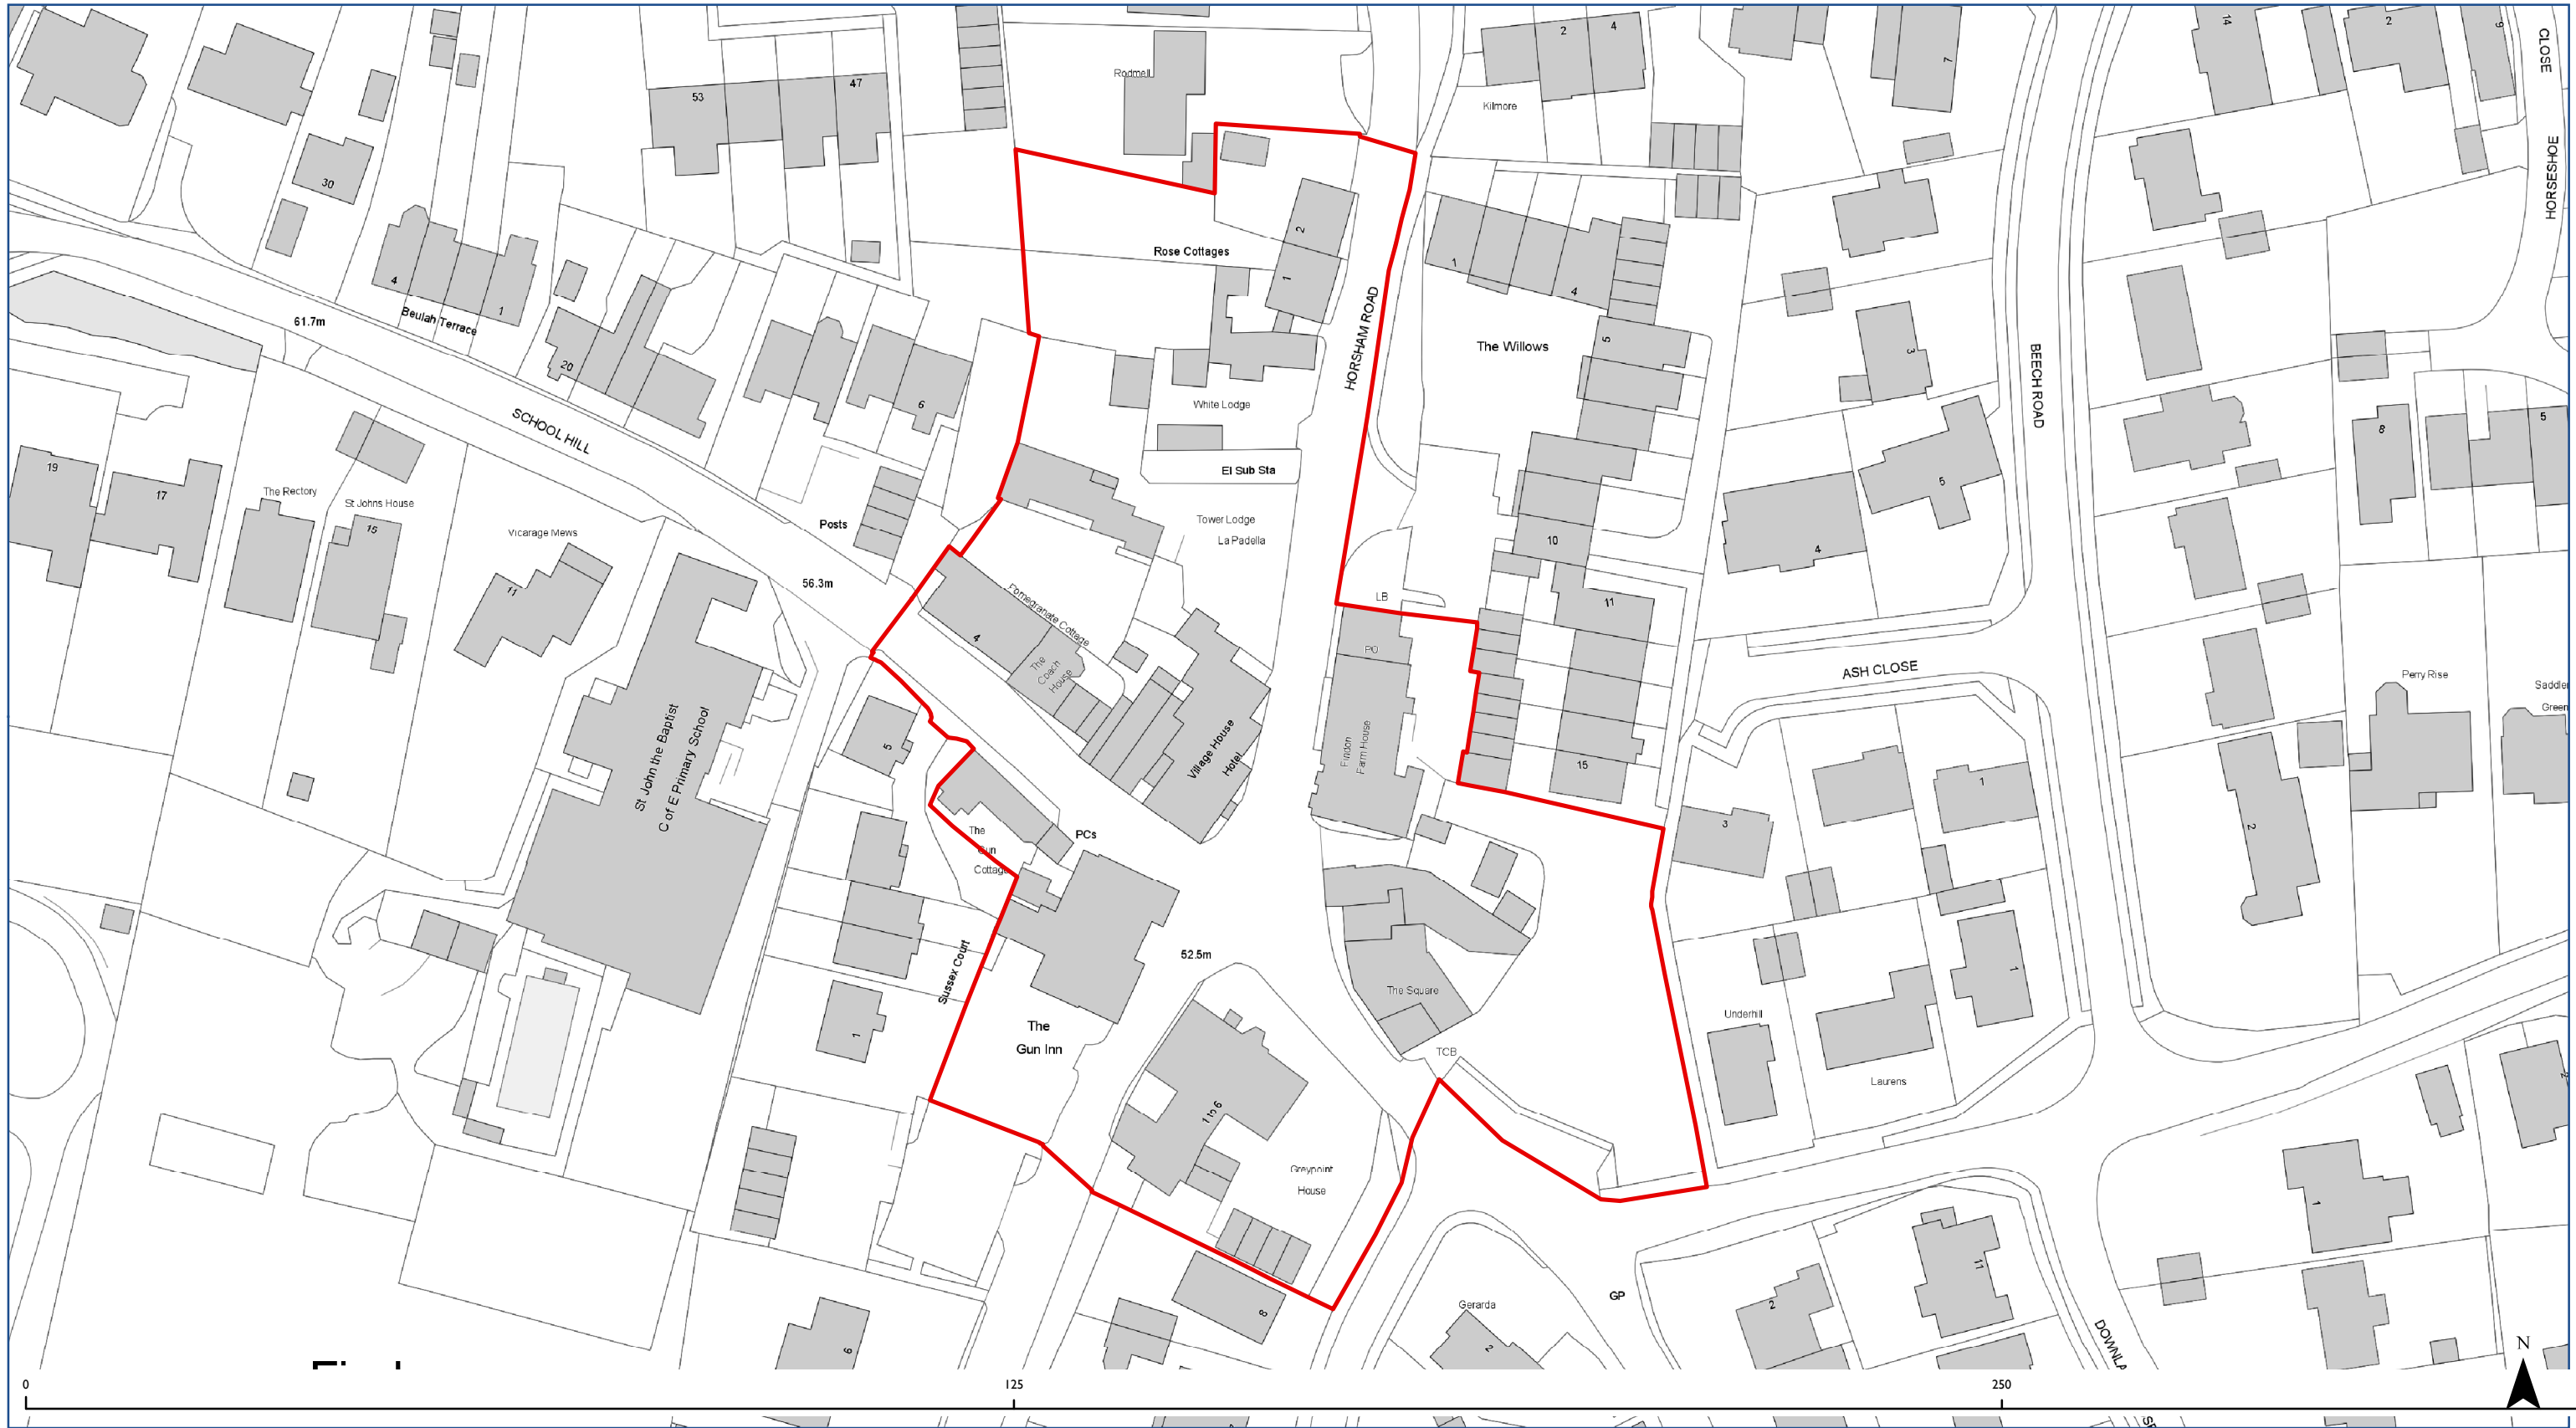 14
2
9
CLOSE
2
4
7
Rodmell
53
47
Kilmore
HORSESHOE
30
2
Rose Cottages
1
1
4
4
1
Beulah Terrace
61.7m
HORSHAM ROAD
The Willows
5
3
BEECH ROAD
20
6
White Lodge
SCHOOL HILL
5
8
19
17
The Rectory
St Johns House
15
Vicarage Mews
El Sub Sta
Posts
Tower Lodge
La Padella
5
4
10
11
56.3m
11
LB
Pomegranate Cottage
4
The
Coach
House
PO
ASH CLOSE
Perry Rise
Saddle
Green
St John the Baptist
C of E Primary School
5
Village House
Hotel
Findon
Farm House
15
1
3
2
The
Gun
Cottage
PCs
Sussex Court
52.5m
The Square
1
Underhill
The
Gun Inn
1
TCB
Laurens
1 to 6
Greypoint
House
1
2
11
GP
Gerarda
2
8
6
2
DOWNLA
N
0
125
250